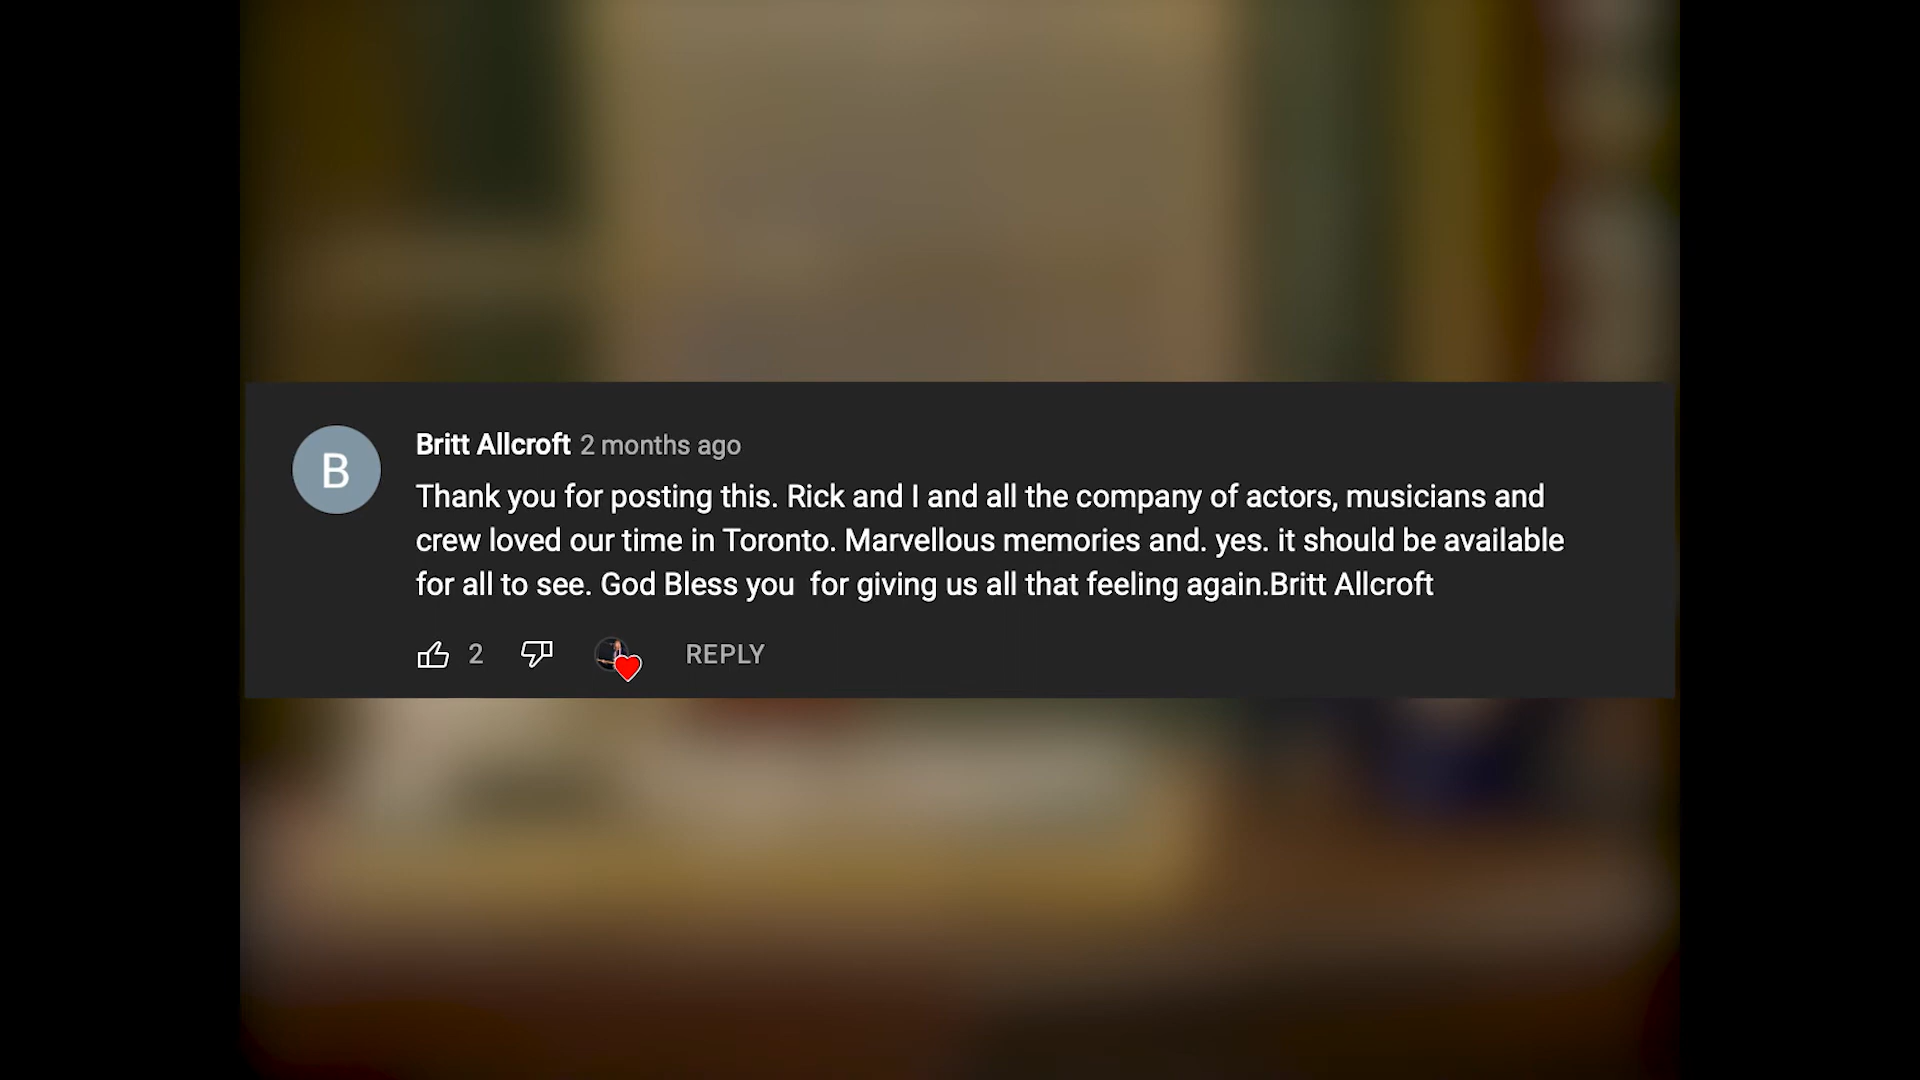 B
Britt Allcroft 2 months ago
Thank you for posting this. Rick and I and all the company of actors, musicians and
crew loved our time in Toronto. Marvellous memories and. yes. it should be available
for all to see. God Bless you  for giving us all that feeling again.Britt Allcroft
2 REPLY